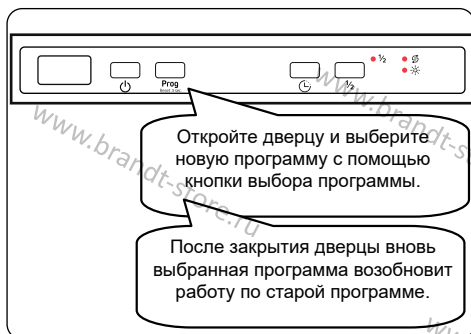 ½
Prog
Reset 3 sec.
½
www.brandt-store.ru
Откройте дверцу и выберите
новую программу с помощью
кнопки выбора программы.
После закрытия дверцы вновь
выбранная программа возобновит
работу по старой программе.